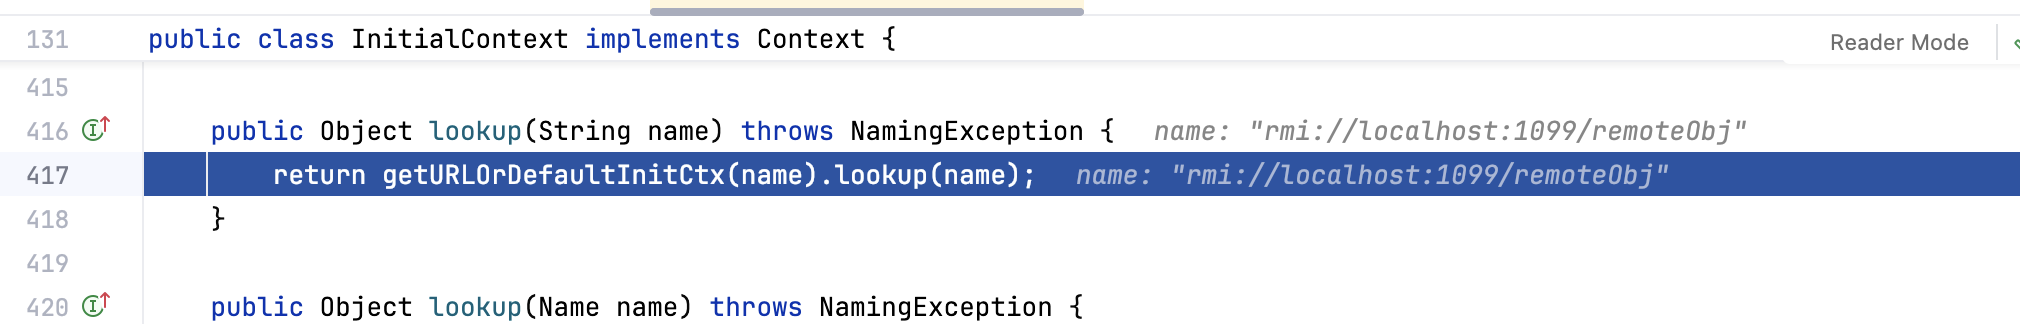 131 public class InitialContext implements Context {
Reader Mode
415
416 public Object lookup(String name) throws NamingException { name: "rmi://localhost:1099/remoteObj"
417 return getURLOrDefaultInitCtx(name).lookup(name); name: "rmi://localhost:1099/remoteObj"
418 }
419
420 public Object lookup(Name name) throws NamingException {